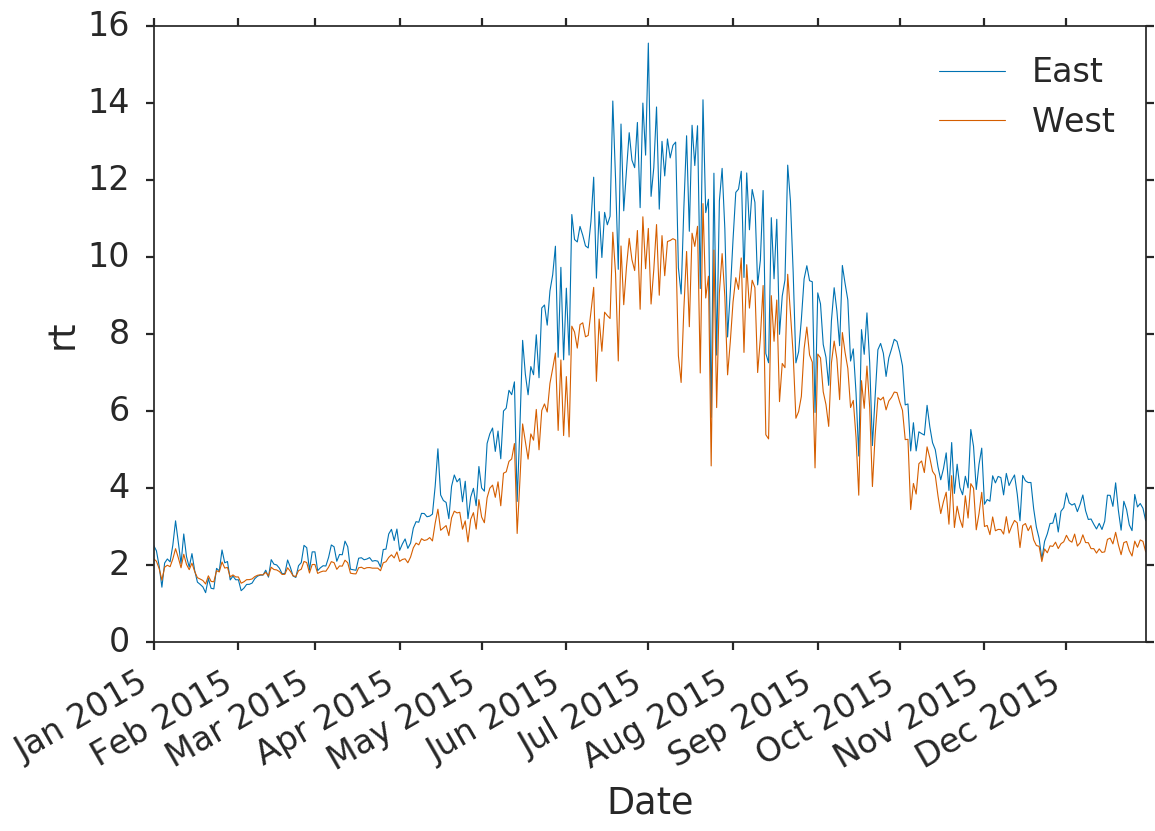 16
14
12
10
8
6
4
2
0
rt
East
West
Jan 2015
Feb 2015
Mar 2015
Apr 2015
May 2015
Jun 2015
Jul 2015
Aug 2015
Sep 2015
Oct 2015
Nov 2015
Dec 2015
Date